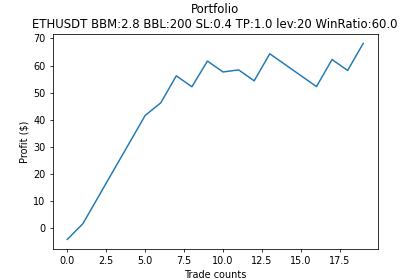 Portfolio
ETHUSDT BBM:2.8 BBL:200 SL:0.4 TP:1.0 lev:20 WinRatio:60.0
70
60
50
40
30
20
10
0
Profit ($)
0.0 2.5 5.0 7.5 10.0 12.5 15.0 17.5
Trade counts